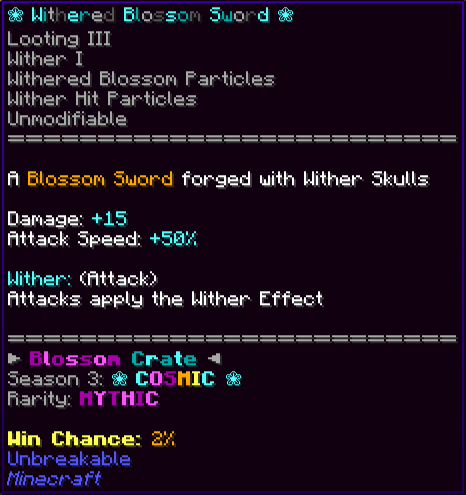 ❀ Withered Blossom Sword ❀
Looting III
Wither I
Withered Blossom Particles
Wither Hit Particles
Unmodifiable
==============================
A Blossom Sword forged with Wither Skulls
Damage: +15
Attack Speed: +50%
Wither: (Attack)
Attacks apply the Wither Effect
==============================
► Blossom Crate ◄
Season 3: ❀ COSMIC ❀
Rarity: MYTHIC
Win Chance: 2%
Unbreakable
Minecraft